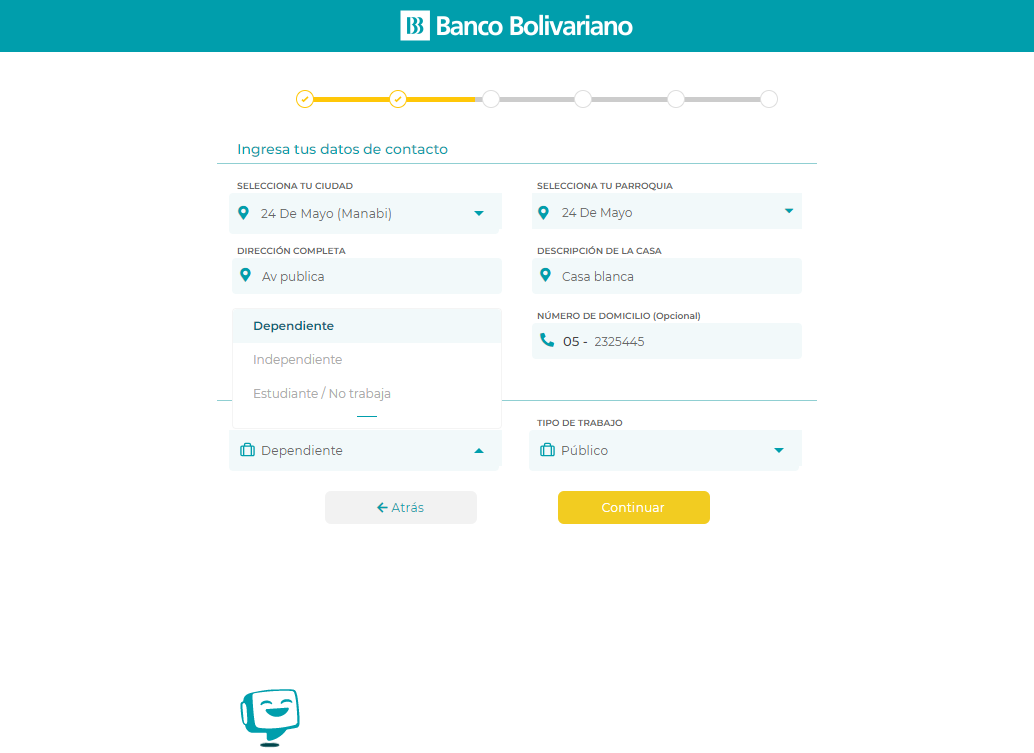 Banco Bolivariano
Ingresa tus datos de contacto
SELECCIONA TU CIUDAD
24 De Mayo (Manabi)
SELECCIONA TU PARROQUIA
24 De Mayo
DIRECCIÓN COMPLETA
Av publica
DESCRIPCIÓN DE LA CASA
Casa blanca
Dependiente
Independiente
Estudiante / No trabaja
NÚMERO DE DOMICILIO (Opcional)
05 - 2325445
Dependiente
TIPO DE TRABAJO
Público
Atrás
Continuar